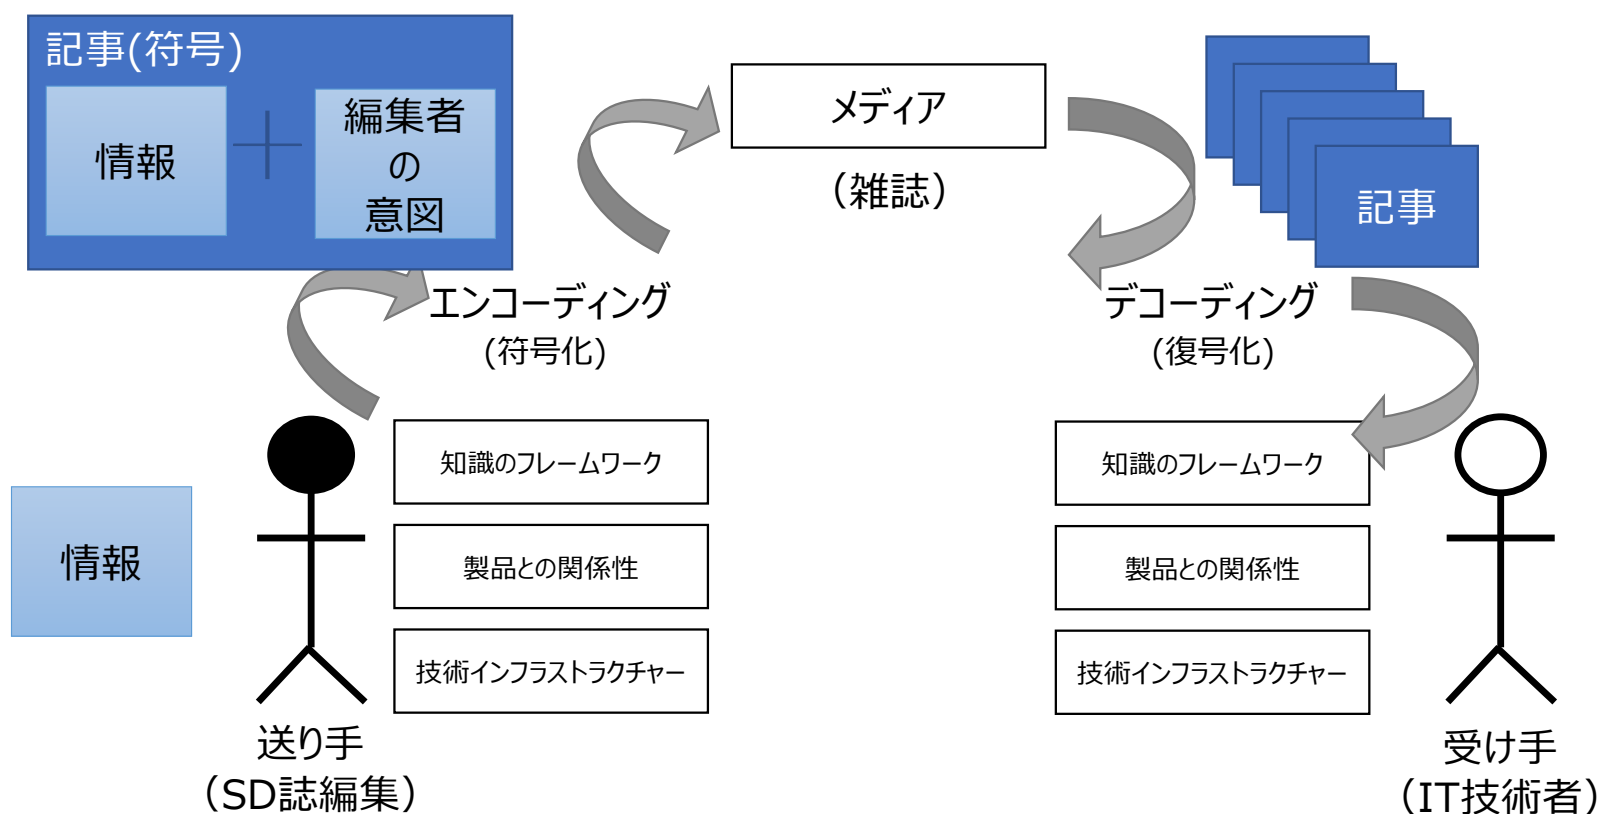 記事(符号)
情報
編集者
の
意図
メディア
（雑誌）
記事
エンコーディング
(符号化)
デコーディング
(復号化)
知識のフレームワーク
製品との関係性
技術インフラストラクチャー
情報
送り手
（SD誌編集）
知識のフレームワーク
製品との関係性
技術インフラストラクチャー
受け手
（IT技術者）